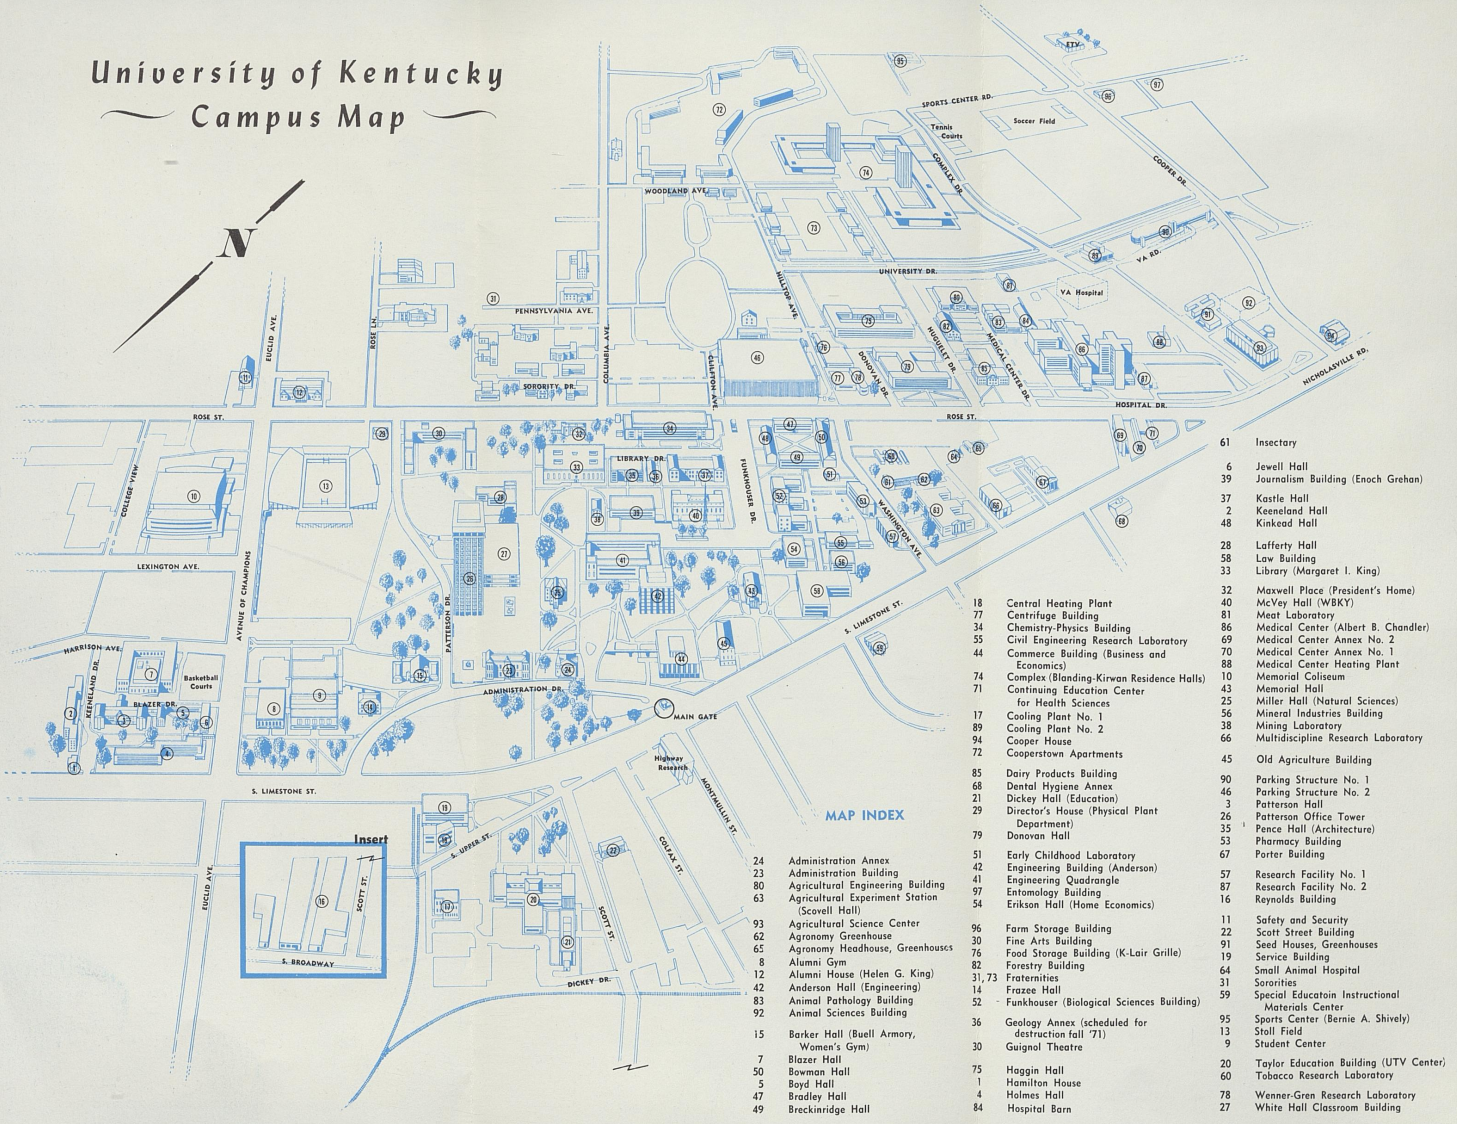 University of Kentucky
Campus Map
N
ETV
SPORTS CENTER RD.
Tennis
Courts
Soccer Field
COMPLEX DR.
COOPER DR.
WOODLAND AVE.
UNIVERSITY DR.
VA RD.
VA Hospital
HILLTOP AVE.
PENNSYLVANIA AVE.
EUCLID AVE.
ROSE LN.
COLUMBIA AVE.
CLIFTON AVE.
HUGUELET DR.
MEDICAL CENTER DR.
DONOVAN DR.
NICHOLASVILLE RD.
SORORITY DR.
HOSPITAL DR.
ROSE ST.
ROSE ST.
LIBRARY DR.
COLLEGE VIEW
FUNKHOUSER DR.
WASHINGTON AVE.
LEXINGTON AVE.
AVENUE OF CHAMPIONS
PATTERSON DR.
S. LIMESTONE ST.
HARRISON AVE.
KEENELAND DR.
Basketball
Courts
BLAZER DR.
ADMINISTRATION DR.
MAIN GATE
Highway
Research
MONTMULLIN ST.
S. LIMESTONE ST.
COLFAX ST.
S. UPPER ST.
Insert
SCOTT ST.
EUCLID AVE.
S. BROADWAY
SCOTT ST.
DICKEY DR.
MAP INDEX
24 Administration Annex
23 Administration Building
80 Agricultural Engineering Building
63 Agricultural Experiment Station
(Scovell Hall)
93 Agricultural Science Center
62 Agronomy Greenhouse
65 Agronomy Headhouse, Greenhouses
8 Alumni Gym
12 Alumni House (Helen G. King)
42 Anderson Hall (Engineering)
83 Animal Pathology Building
92 Animal Sciences Building
15 Barker Hall (Buell Armory,
Women's Gym)
7 Blazer Hall
50 Bowman Hall
5 Boyd Hall
47 Bradley Hall
49 Breckinridge Hall
18 Central Heating Plant
77 Centrifuge Building
34 Chemistry-Physics Building
55 Civil Engineering Research Laboratory
44 Commerce Building (Business and
Economics)
74 Complex (Blanding-Kirwan Residence Halls)
71 Continuing Education Center
for Health Sciences
17 Cooling Plant No. 1
89 Cooling Plant No. 2
94 Cooper House
72 Cooperstown Apartments
85 Dairy Products Building
68 Dental Hygiene Annex
21 Dickey Hall (Education)
29 Director's House (Physical Plant
Department)
79 Donovan Hall
51 Early Childhood Laboratory
42 Engineering Building (Anderson)
41 Engineering Quadrangle
97 Entomology Building
54 Erikson Hall (Home Economics)
96 Farm Storage Building
30 Fine Arts Building
76 Food Storage Building (K-Lair Grille)
82 Forestry Building
31, 73 Fraternities
14 Frazee Hall
52 Funkhouser (Biological Sciences Building)
36 Geology Annex (scheduled for
destruction fall '71)
30 Guignol Theatre
75 Haggin Hall
1 Hamilton House
4 Holmes Hall
84 Hospital Barn
61 Insectary
6 Jewell Hall
39 Journalism Building (Enoch Grehan)
37 Kastle Hall
2 Keeneland Hall
48 Kinkead Hall
28 Lafferty Hall
58 Law Building
33 Library (Margaret I. King)
32 Maxwell Place (President's Home)
40 McVey Hall (WBKY)
81 Meat Laboratory
86 Medical Center (Albert B. Chandler)
69 Medical Center Annex No. 2
70 Medical Center Annex No. 1
88 Medical Center Heating Plant
10 Memorial Coliseum
43 Memorial Hall
25 Miller Hall (Natural Sciences)
56 Mineral Industries Building
38 Mining Laboratory
66 Multidiscipline Research Laboratory
45 Old Agriculture Building
90 Parking Structure No. 1
46 Parking Structure No. 2
3 Patterson Hall
26 Patterson Office Tower
35 Pence Hall (Architecture)
53 Pharmacy Building
67 Porter Building
57 Research Facility No. 1
87 Research Facility No. 2
16 Reynolds Building
11 Safety and Security
22 Scott Street Building
91 Seed Houses, Greenhouses
19 Service Building
64 Small Animal Hospital
31 Sororities
59 Special Educatoin Instructional
Materials Center
95 Sports Center (Bernie A. Shively)
13 Stoll Field
9 Student Center
20 Taylor Education Building (UTV Center)
60 Tobacco Research Laboratory
78 Wenner-Gren Research Laboratory
27 White Hall Classroom Building